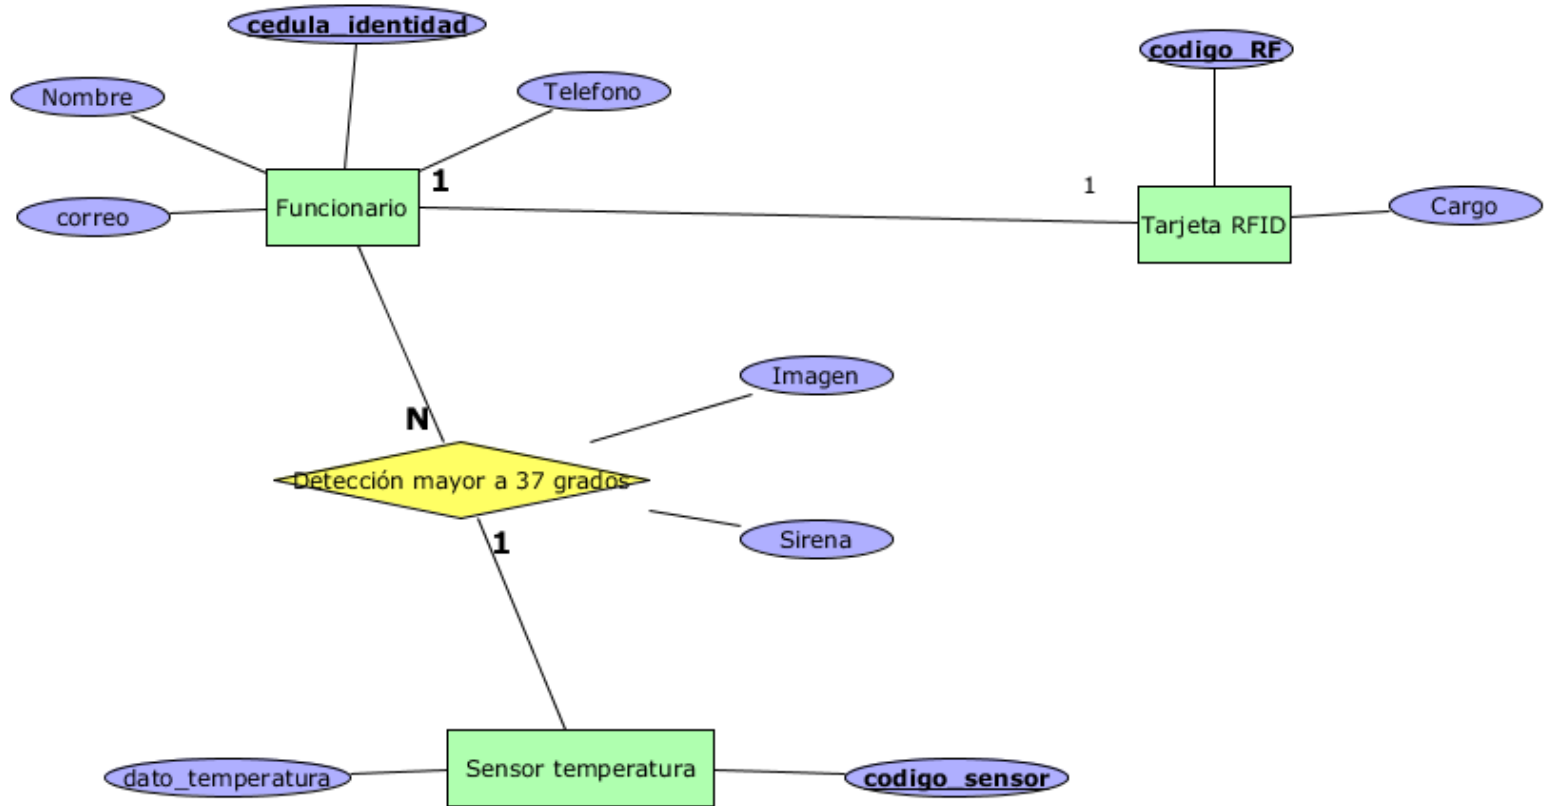 cedula_identidad
codigo_RF
Nombre
Telefono
1
1
Funcionario
correo
Cargo
Tarjeta RFID
Imagen
N
Detección mayor a 37 grados
1
Sirena
Sensor temperatura
dato_temperatura
codigo_sensor